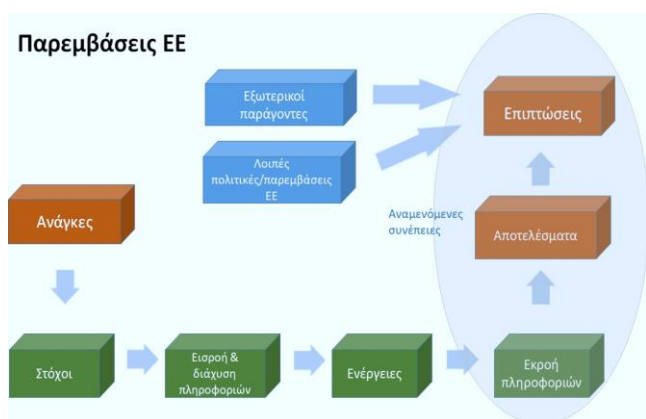 Παρεμβάσεις ΕΕ
Εξωτερικοί
παράγοντες
Επιπτώσεις
Λοιπές
πολιτικές/παρεμβάσεις
ΕΕ
Ανάγκες
Αναμενόμενες
συνέπειες
Αποτελέσματα
Στόχοι
Εισροή &
διάχυση
πληροφοριών
Ενέργειες
Εκροή
πληροφοριών